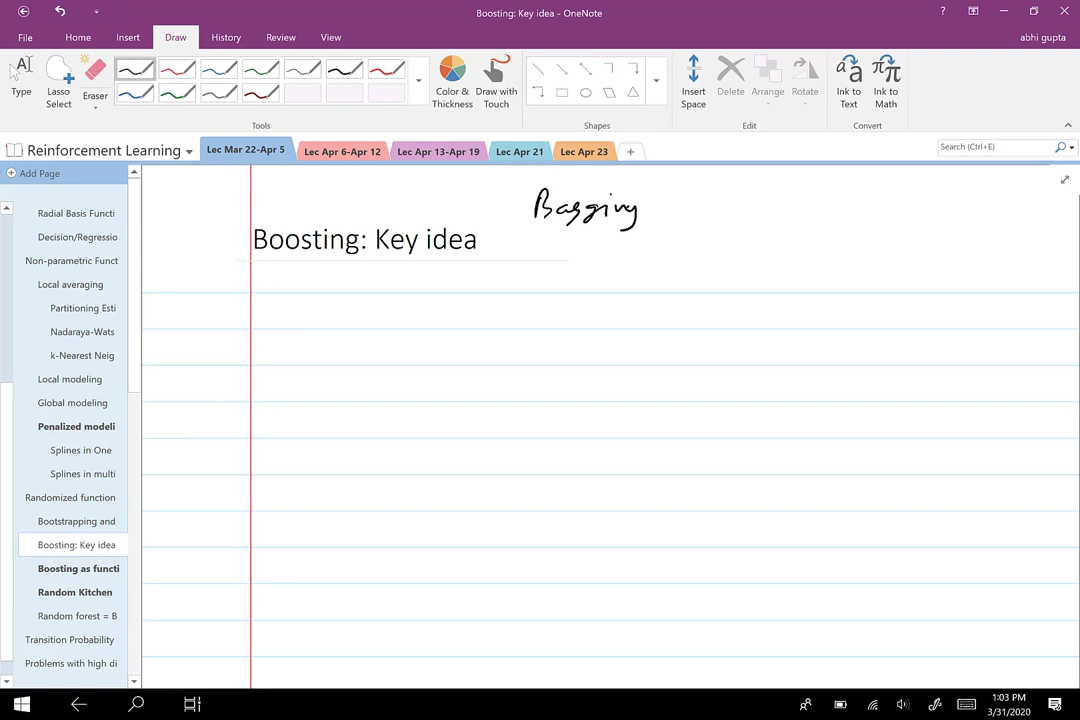 Boosting: Key idea - OneNote
?
File
Home
Insert
Draw
History
Review
View
abhi gupta
Type
Lasso Select
Eraser
Color & Thickness
Draw with Touch
Insert Space
Delete
Arrange
Rotate
Ink to Text
Ink to Math
Tools
Shapes
Edit
Convert
Reinforcement Learning
Lec Mar 22-Apr 5
Lec Apr 6-Apr 12
Lec Apr 13-Apr 19
Lec Apr 21
Lec Apr 23
Search (Ctrl+E)
Add Page
Radial Basis Functi
Decision/Regressio
Non-parametric Funct
Local averaging
Partitioning Esti
Nadaraya-Wats
k-Nearest Neig
Local modeling
Global modeling
Penalized modeli
Splines in One
Splines in multi
Randomized function
Bootstrapping and
Boosting: Key idea
Boosting as functi
Random Kitchen
Random forest = B
Transition Probability
Problems with high di
Bagging
Boosting: Key idea
1:03 PM
3/31/2020